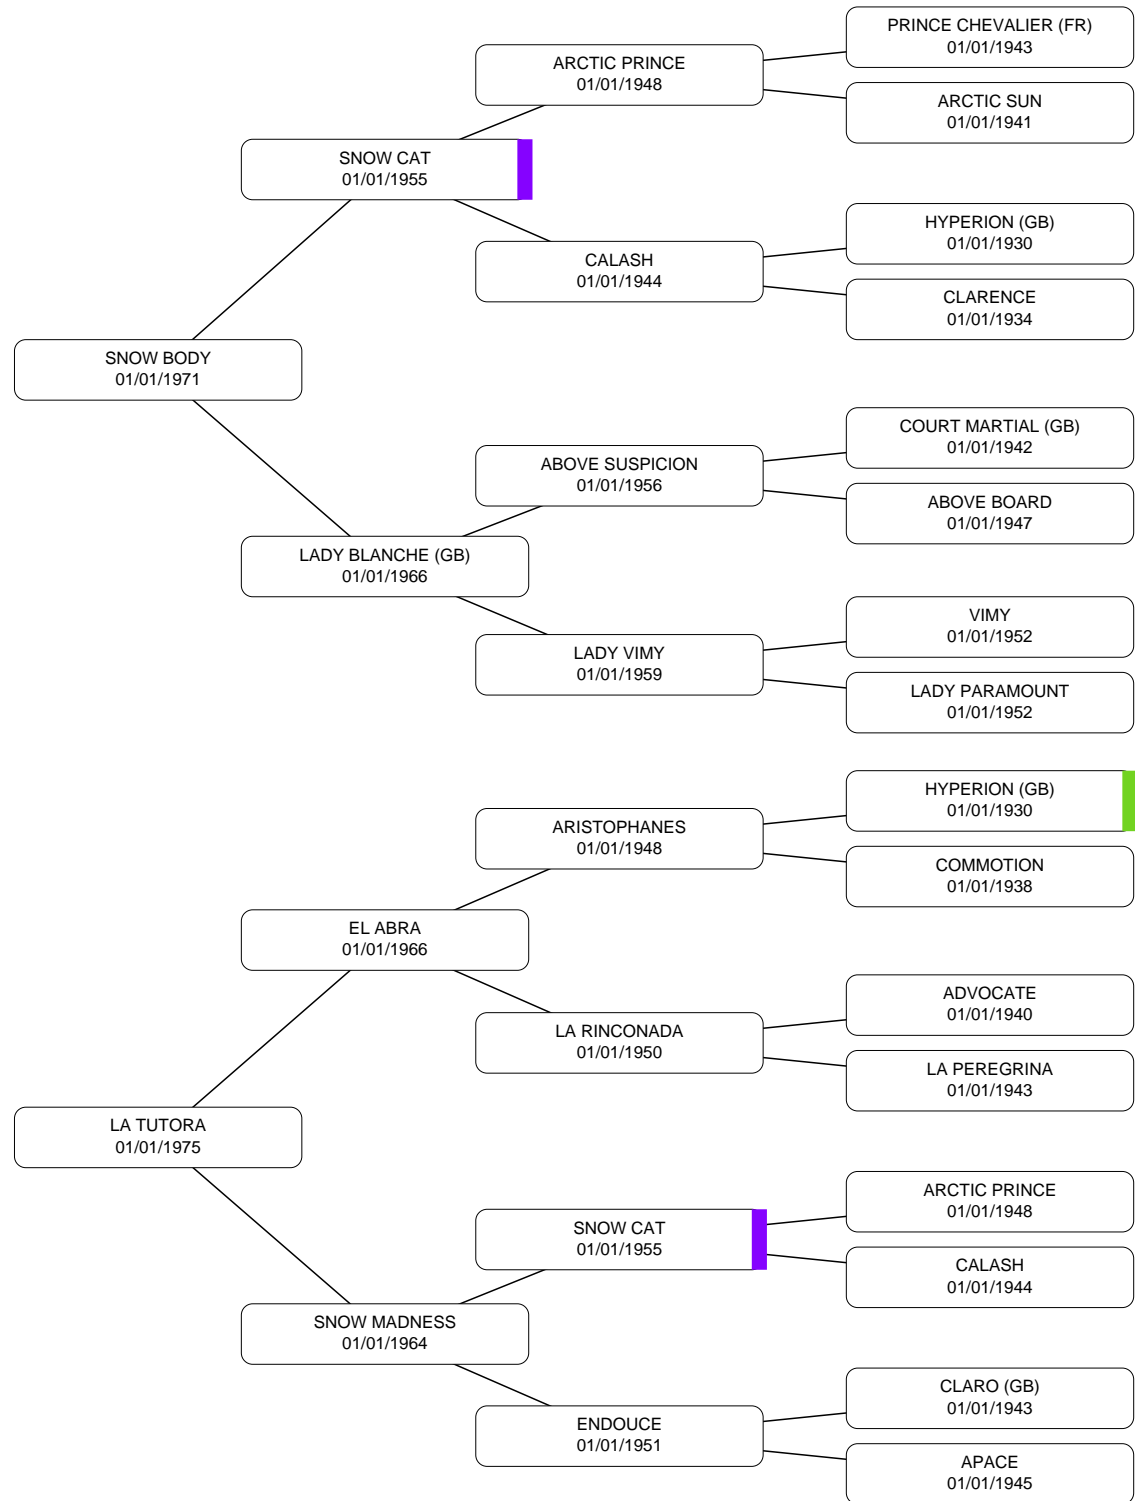 PRINCE CHEVALIER (FR)
01/01/1943
ARCTIC PRINCE
01/01/1948
ARCTIC SUN
01/01/1941
SNOW CAT
01/01/1955
HYPERION (GB)
01/01/1930
CALASH
01/01/1944
CLARENCE
01/01/1934
SNOW BODY
01/01/1971
COURT MARTIAL (GB)
01/01/1942
ABOVE SUSPICION
01/01/1956
ABOVE BOARD
01/01/1947
LADY BLANCHE (GB)
01/01/1966
VIMY
01/01/1952
LADY VIMY
01/01/1959
LADY PARAMOUNT
01/01/1952
HYPERION (GB)
01/01/1930
ARISTOPHANES
01/01/1948
COMMOTION
01/01/1938
EL ABRA
01/01/1966
ADVOCATE
01/01/1940
LA RINCONADA
01/01/1950
LA PEREGRINA
01/01/1943
LA TUTORA
01/01/1975
ARCTIC PRINCE
01/01/1948
SNOW CAT
01/01/1955
CALASH
01/01/1944
SNOW MADNESS
01/01/1964
CLARO (GB)
01/01/1943
ENDOUCE
01/01/1951
APACE
01/01/1945